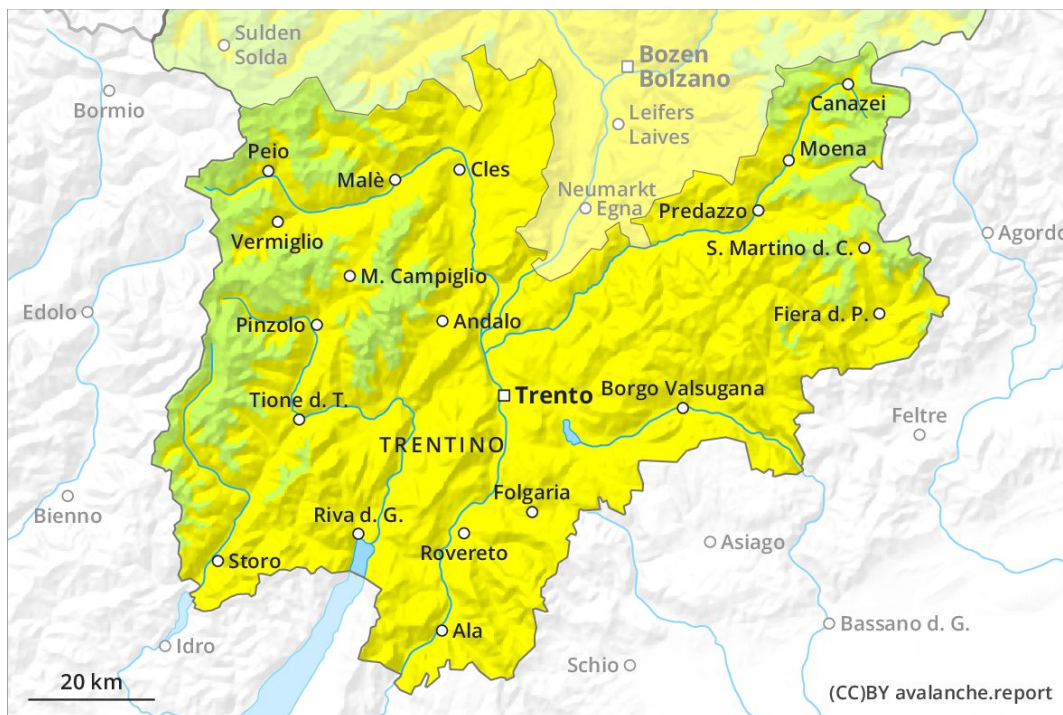 Sulden
Solda
Bozen
Bolzano
Bormio
Leifers
Laives
Canazei
Moena
Peio
Malè
Cles
Neumarkt
Egna
Predazzo
Vermiglio
S. Martino d. C.
Agordo
M. Campiglio
Edolo
Pinzolo
Andalo
Fiera d. P.
Trento
Borgo Valsugana
Tione d. T.
Feltre
TRENTINO
Bienno
Folgaria
Riva d. G.
Rovereto
Asiago
Storo
Idro
Ala
Bassano d. G.
Schio
20 km
(CC)BY avalanche.report